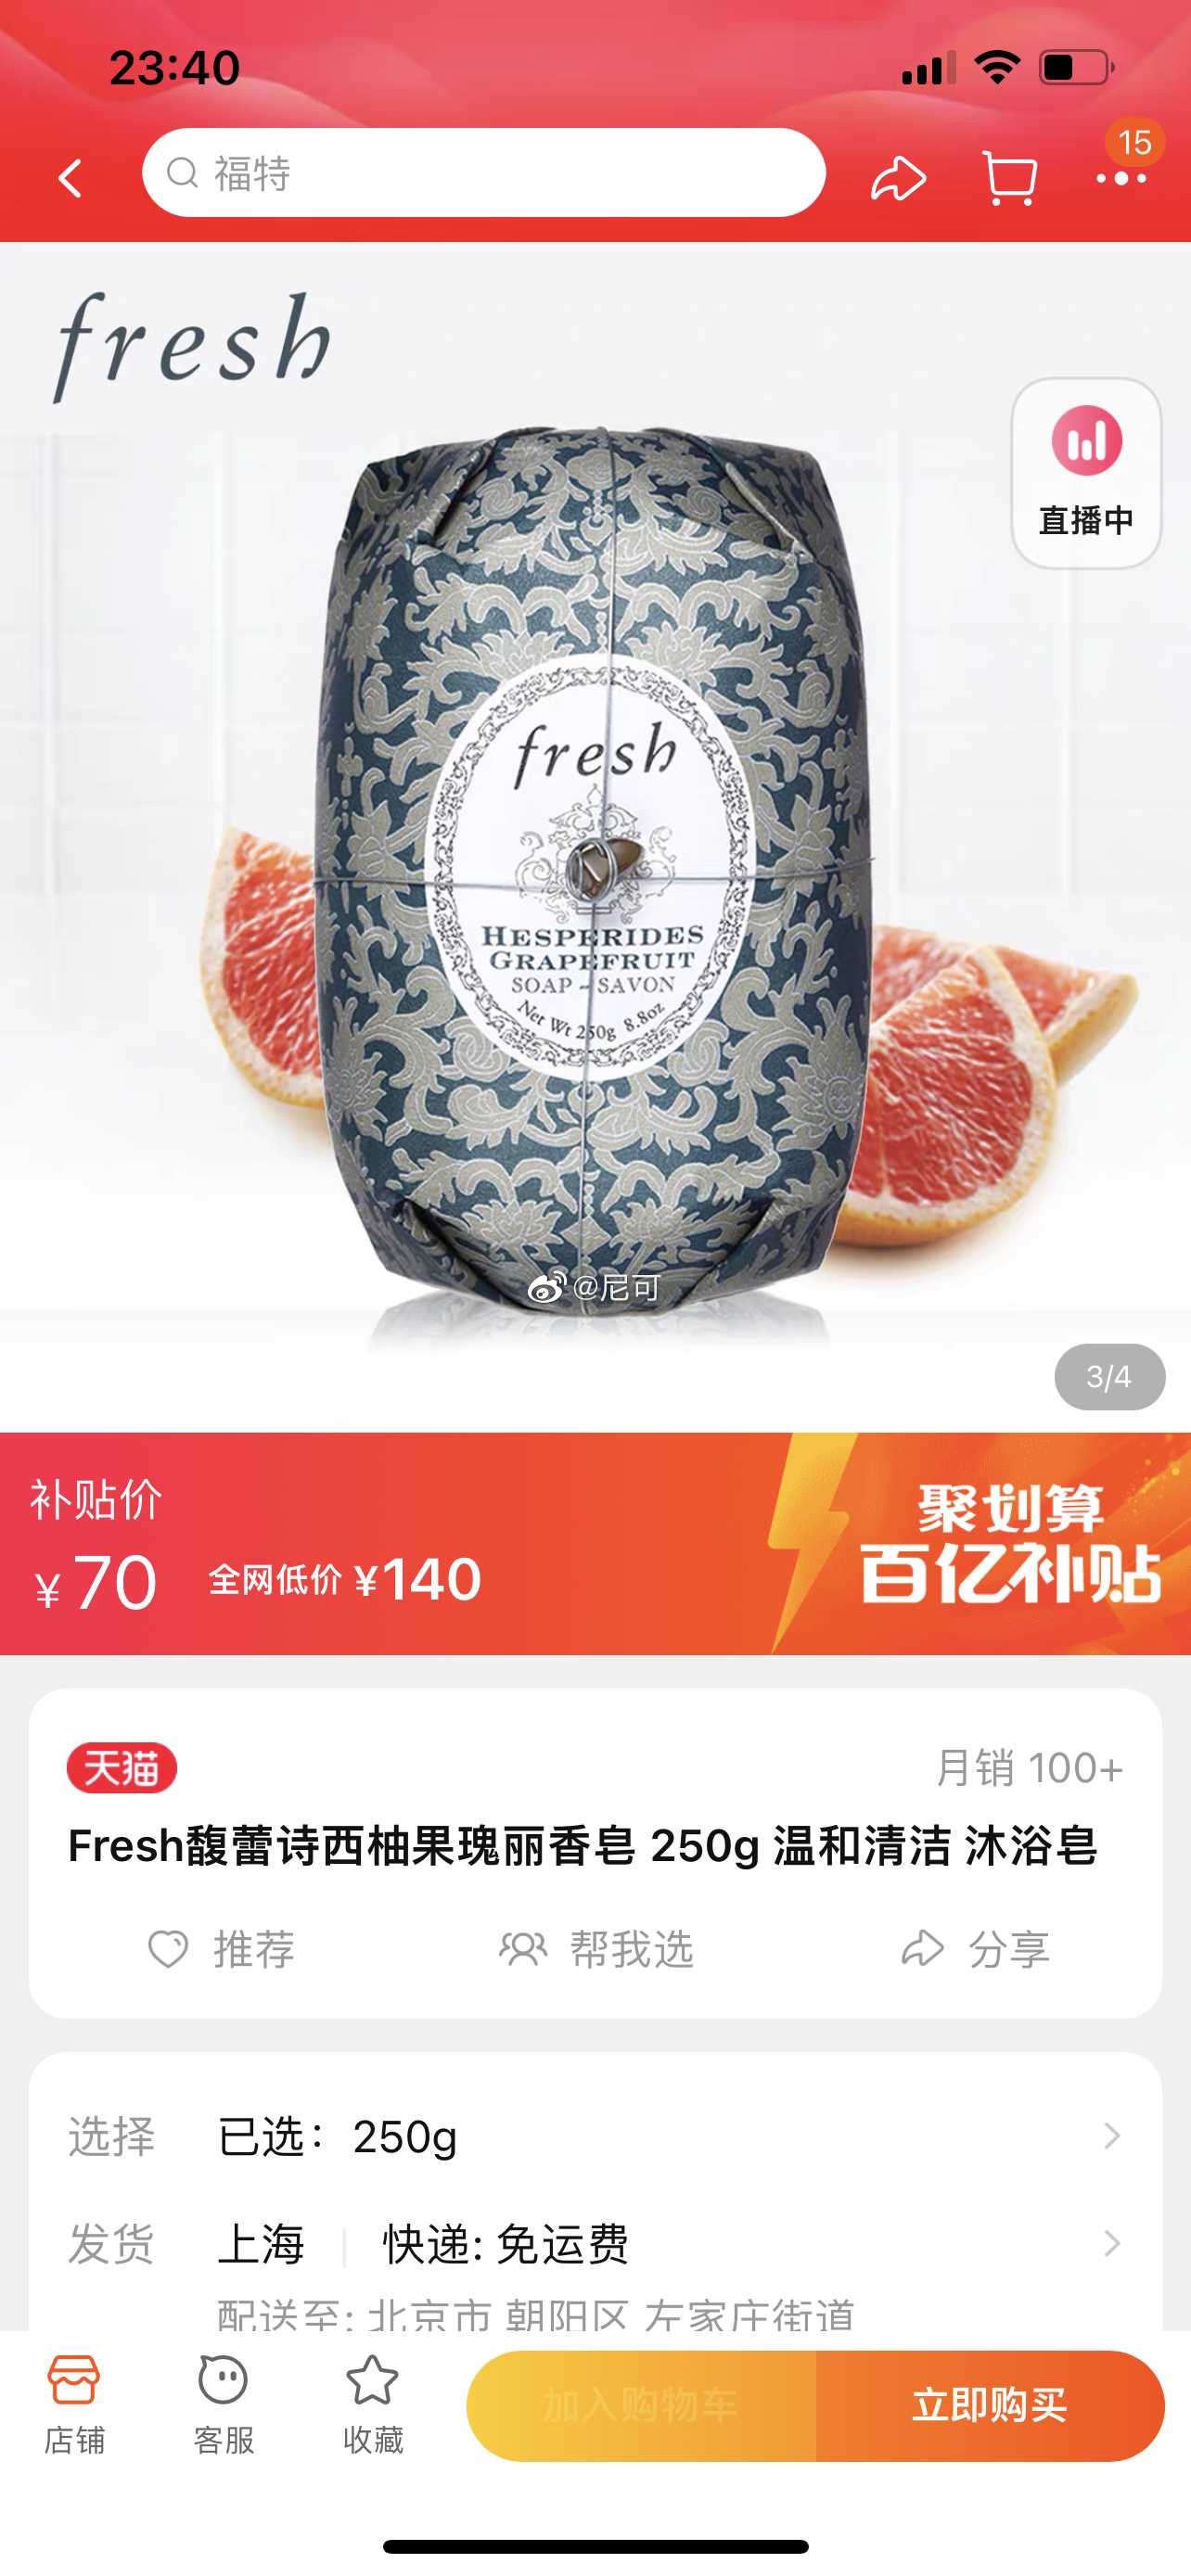 23:40
福特
15
fresh
直播中
fresh
HESPERIDES
GRAPEFRUIT
SOAP - SAVON
Net Wt 250g 8.8oz
@尼可
3/4
补贴价
¥70 全网低价 ¥140
聚划算
百亿补贴
天猫
月销 100+
Fresh馥蕾诗西柚果瑰丽香皂 250g 温和清洁 沐浴皂
推荐
帮我选
分享
选择 已选：250g
发货 上海 快递: 免运费
配送至: 北京市 朝阳区 左家庄街道
店铺
客服
收藏
加入购物车
立即购买